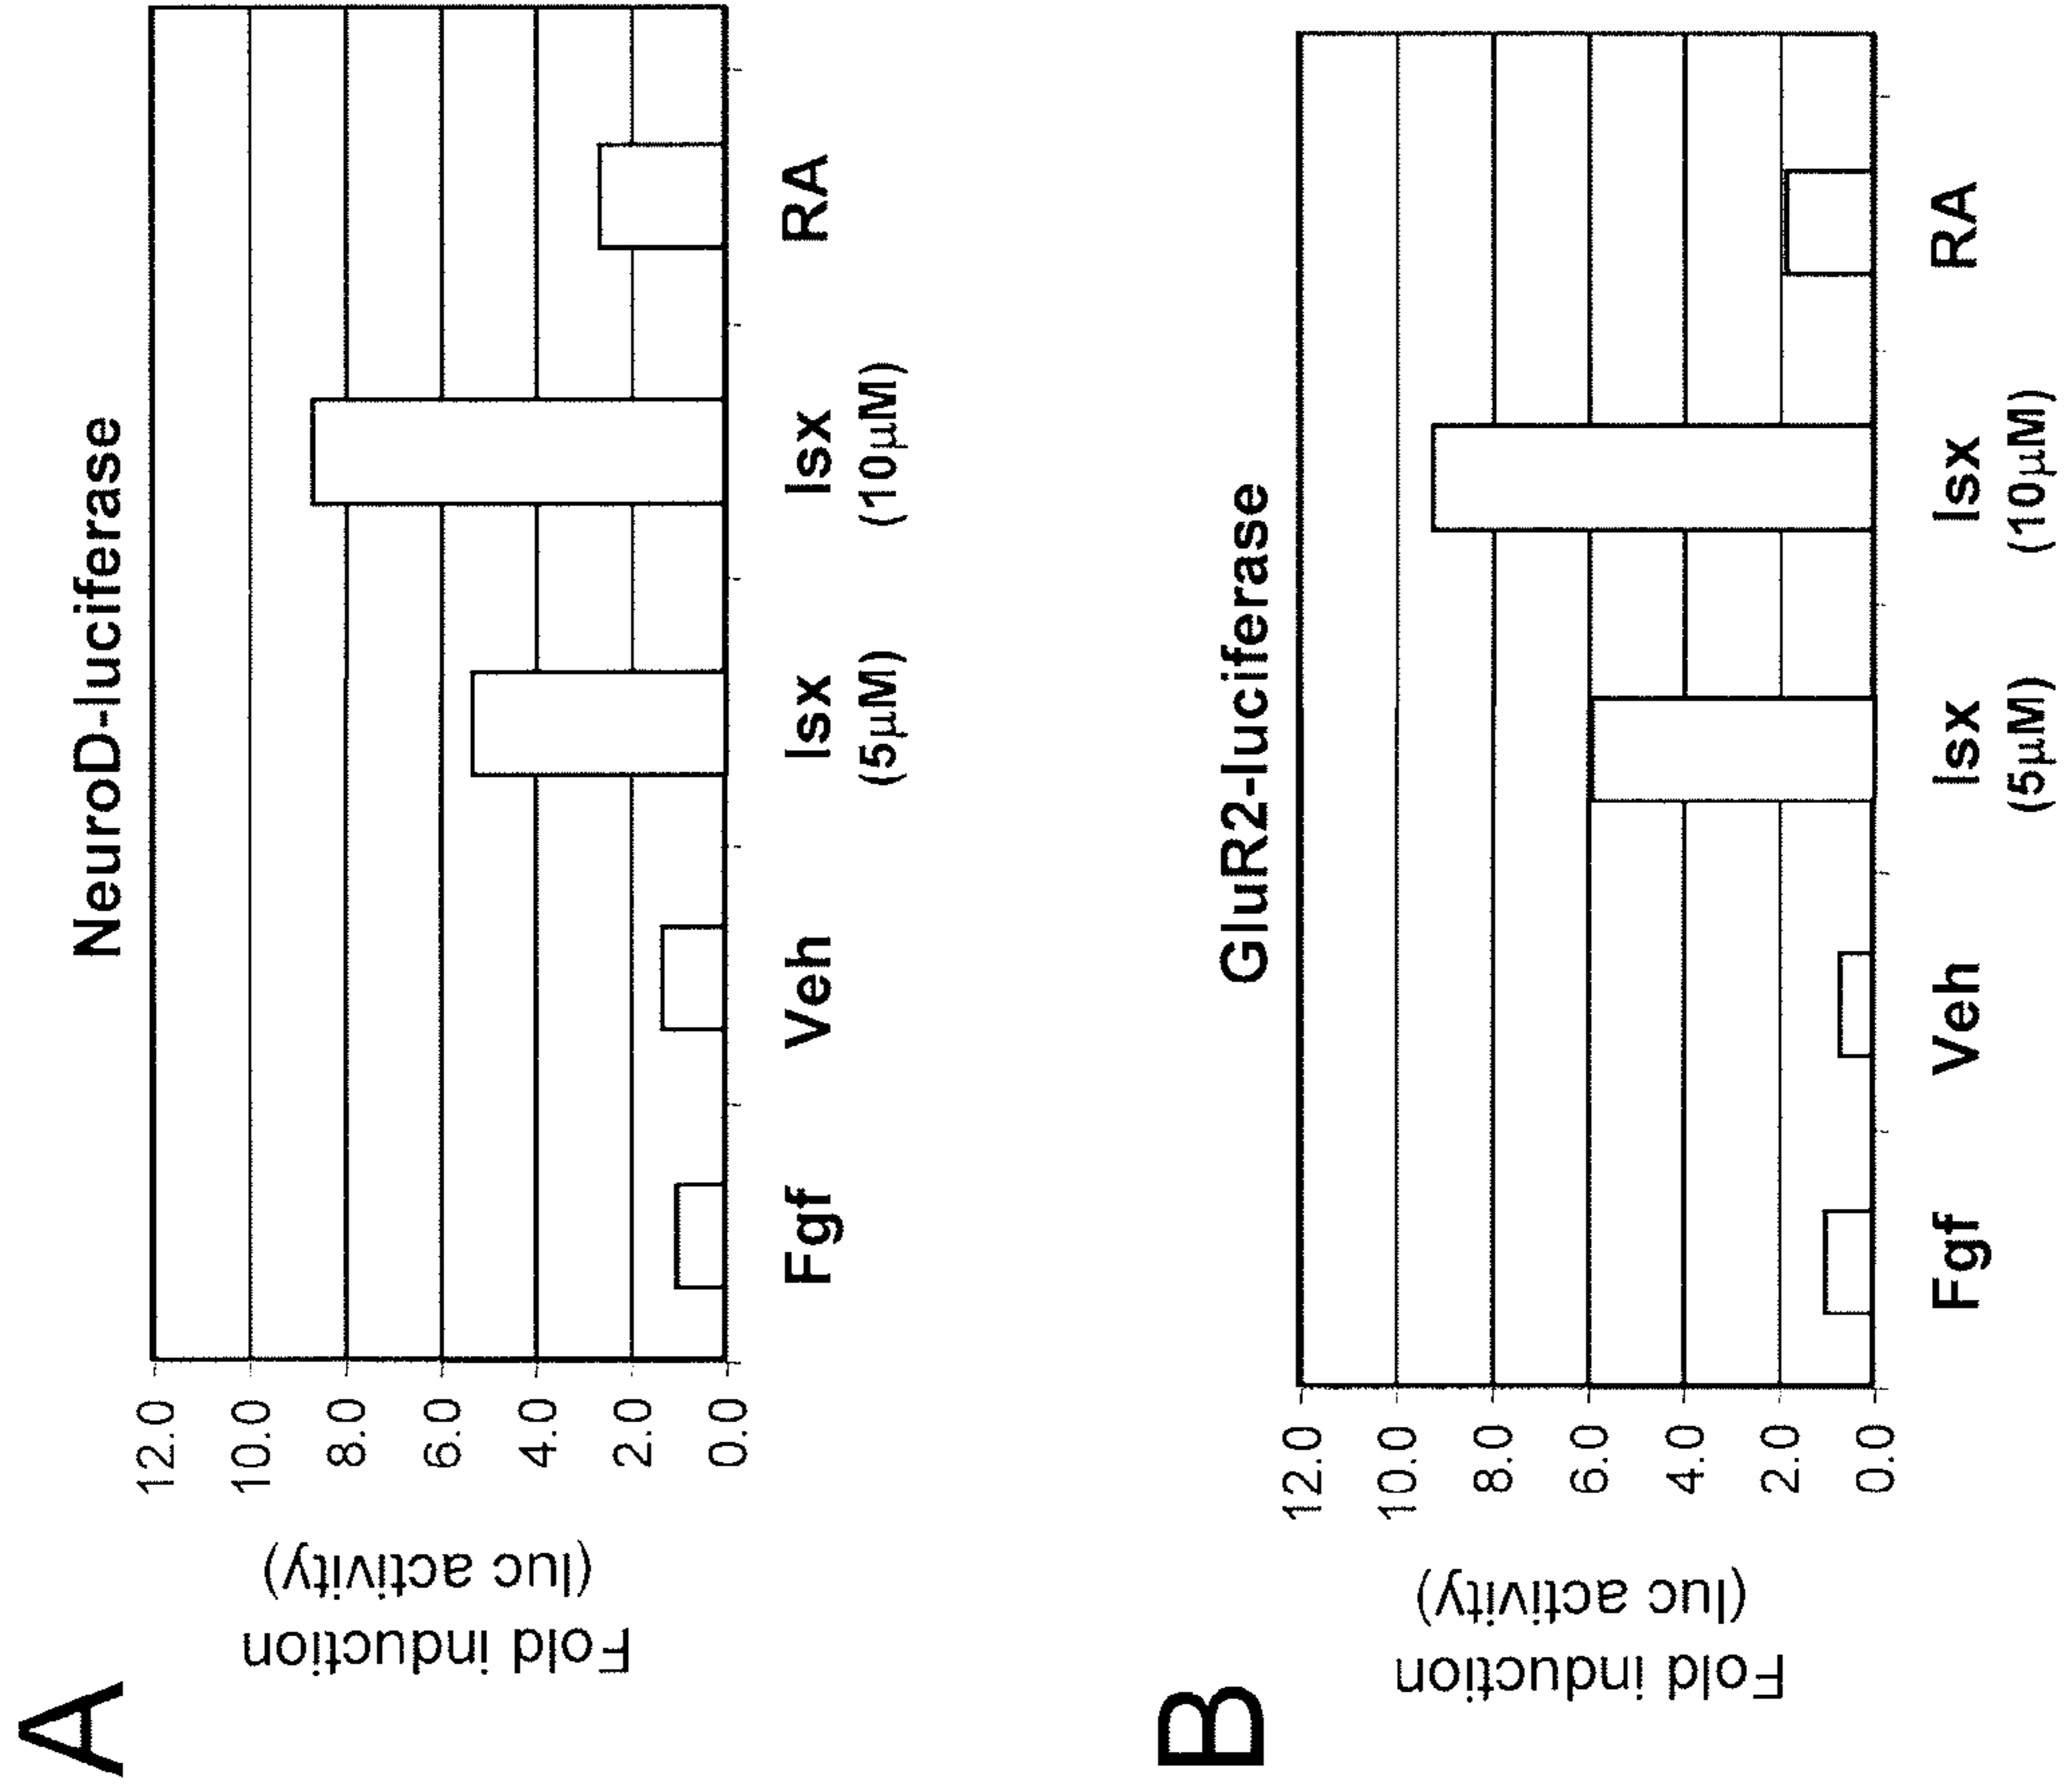 A
NeuroD-luciferase
Fold induction
(luc activity)
12.0
10.0
8.0
6.0
4.0
2.0
0.0
Fgf Veh Isx Isx RA
(5µM) (10µM)
B
GluR2-luciferase
Fold induction
(luc activity)
12.0
10.0
8.0
6.0
4.0
2.0
0.0
Fgf Veh Isx Isx RA
(5µM) (10µM)